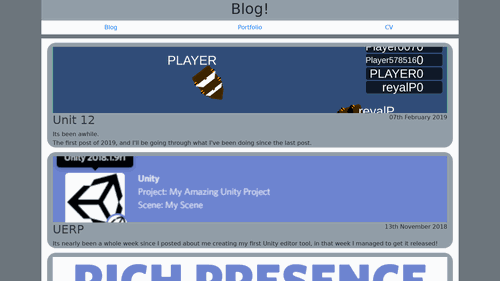 Blog!
Blog
Portfolio
CV
Player6070
PLAYER
Player5785160
PLAYER0
reyalP0
reyalP
Unit 12
07th February 2019
Its been awhile.
The first post of 2019, and I'll be going through what I've been doing since the last post.
Unity 2018.1.9f1
Unity
Project: My Amazing Unity Project
Scene: My Scene
UERP
13th November 2018
Its nearly been a whole week since I posted about me creating my first Unity editor tool, in that week I managed to get it released!
RICH PRESENCE